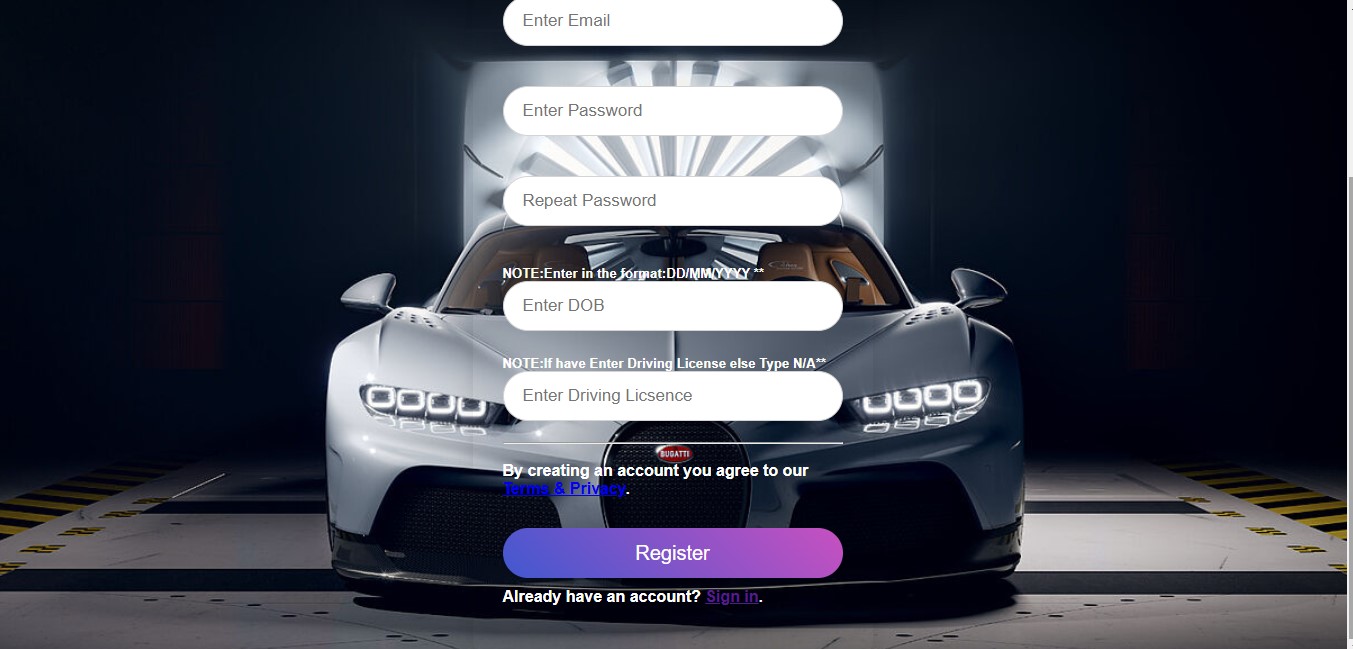 Enter Email
Enter Password
Repeat Password
NOTE:Enter in the format:DD/MM/YYYY **
Enter DOB
NOTE:If have Enter Driving License else Type N/A**
Enter Driving Licsence
BUGATTI
By creating an account you agree to our
Terms & Privacy.
Register
Already have an account? Sign in.